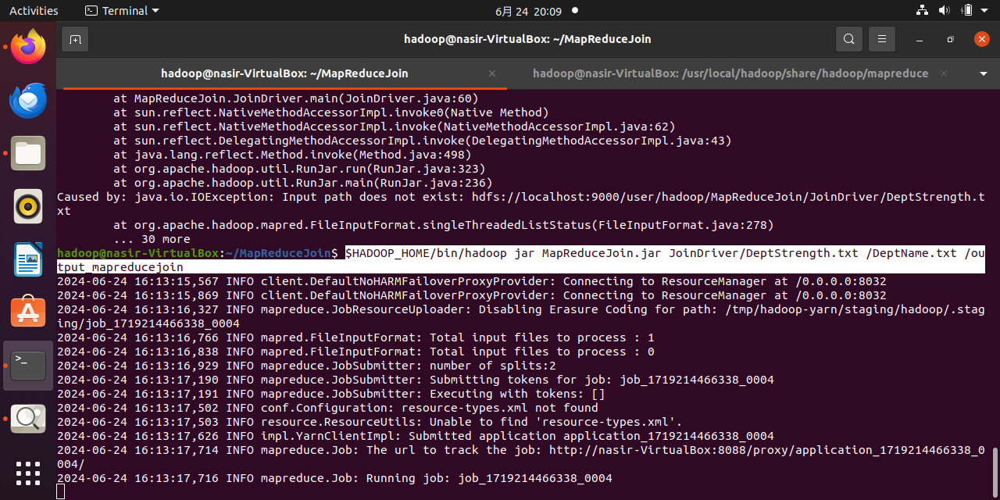 Activities
Terminal
6月 24 20:09
hadoop@nasir-VirtualBox: ~/MapReduceJoin
hadoop@nasir-VirtualBox: ~/MapReduceJoin
hadoop@nasir-VirtualBox: /usr/local/hadoop/share/hadoop/mapreduce
at MapReduceJoin.JoinDriver.main(JoinDriver.java:60)
at sun.reflect.NativeMethodAccessorImpl.invoke0(Native Method)
at sun.reflect.NativeMethodAccessorImpl.invoke(NativeMethodAccessorImpl.java:62)
at sun.reflect.DelegatingMethodAccessorImpl.invoke(DelegatingMethodAccessorImpl.java:43)
at java.lang.reflect.Method.invoke(Method.java:498)
at org.apache.hadoop.util.RunJar.run(RunJar.java:323)
at org.apache.hadoop.util.RunJar.main(RunJar.java:236)
Caused by: java.io.IOException: Input path does not exist: hdfs://localhost:9000/user/hadoop/MapReduceJoin/JoinDriver/DeptStrength.t
xt
at org.apache.hadoop.mapred.FileInputFormat.singleThreadedListStatus(FileInputFormat.java:278)
... 30 more
hadoop@nasir-VirtualBox:~/MapReduceJoin$ $HADOOP_HOME/bin/hadoop jar MapReduceJoin.jar JoinDriver/DeptStrength.txt /DeptName.txt /ou
tput_mapreducejoin
2024-06-24 16:13:15,567 INFO client.DefaultNoHARMFailoverProxyProvider: Connecting to ResourceManager at /0.0.0.0:8032
2024-06-24 16:13:15,869 INFO client.DefaultNoHARMFailoverProxyProvider: Connecting to ResourceManager at /0.0.0.0:8032
2024-06-24 16:13:16,327 INFO mapreduce.JobResourceUploader: Disabling Erasure Coding for path: /tmp/hadoop-yarn/staging/hadoop/.stag
ing/job_1719214466338_0004
2024-06-24 16:13:16,766 INFO mapred.FileInputFormat: Total input files to process : 1
2024-06-24 16:13:16,838 INFO mapred.FileInputFormat: Total input files to process : 0
2024-06-24 16:13:16,929 INFO mapreduce.JobSubmitter: number of splits:2
2024-06-24 16:13:17,190 INFO mapreduce.JobSubmitter: Submitting tokens for job: job_1719214466338_0004
2024-06-24 16:13:17,191 INFO mapreduce.JobSubmitter: Executing with tokens: []
2024-06-24 16:13:17,502 INFO conf.Configuration: resource-types.xml not found
2024-06-24 16:13:17,503 INFO resource.ResourceUtils: Unable to find 'resource-types.xml'.
2024-06-24 16:13:17,626 INFO impl.YarnClientImpl: Submitted application application_1719214466338_0004
2024-06-24 16:13:17,714 INFO mapreduce.Job: The url to track the job: http://nasir-VirtualBox:8088/proxy/application_1719214466338_0
004/
2024-06-24 16:13:17,716 INFO mapreduce.Job: Running job: job_1719214466338_0004